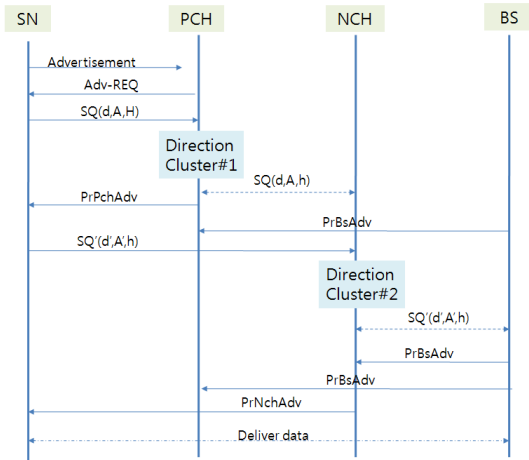 SN PCH NCH BS
Advertisement
Adv-REQ
SQ(d,A,H)
Direction
Cluster#1
SQ(d,A,h)
PrPchAdv
PrBsAdv
SQ'(d',A',h)
Direction
Cluster#2
SQ'(d',A',h)
PrBsAdv
PrBsAdv
PrNchAdv
Deliver data